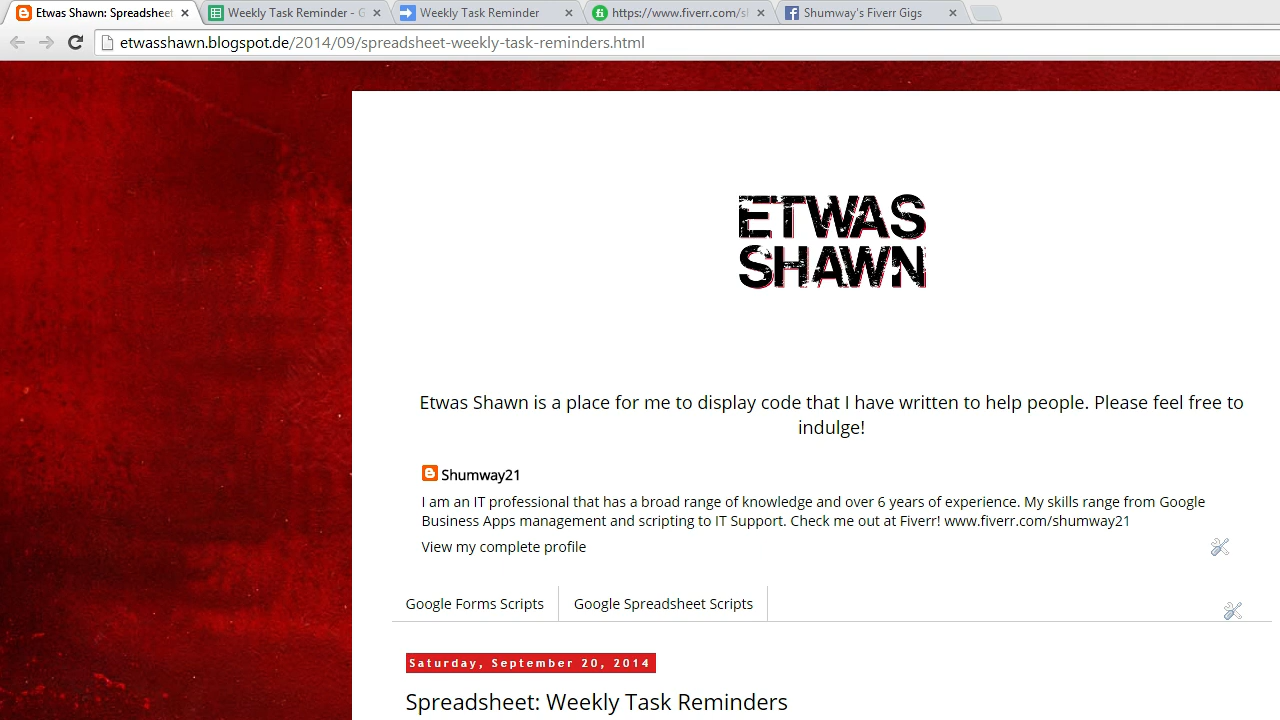 Etwas Shawn: Spreadsheet
Weekly Task Reminder - G
Weekly Task Reminder
https://www.fiverr.com/sl
Shumway's Fiverr Gigs
etwasshawn.blogspot.de/2014/09/spreadsheet-weekly-task-reminders.html
ETWAS
SHAWN
Etwas Shawn is a place for me to display code that I have written to help people. Please feel free to
indulge!
Shumway21
I am an IT professional that has a broad range of knowledge and over 6 years of experience. My skills range from Google
Business Apps management and scripting to IT Support. Check me out at Fiverr! www.fiverr.com/shumway21
View my complete profile
Google Forms Scripts
Google Spreadsheet Scripts
Saturday, September 20, 2014
Spreadsheet: Weekly Task Reminders